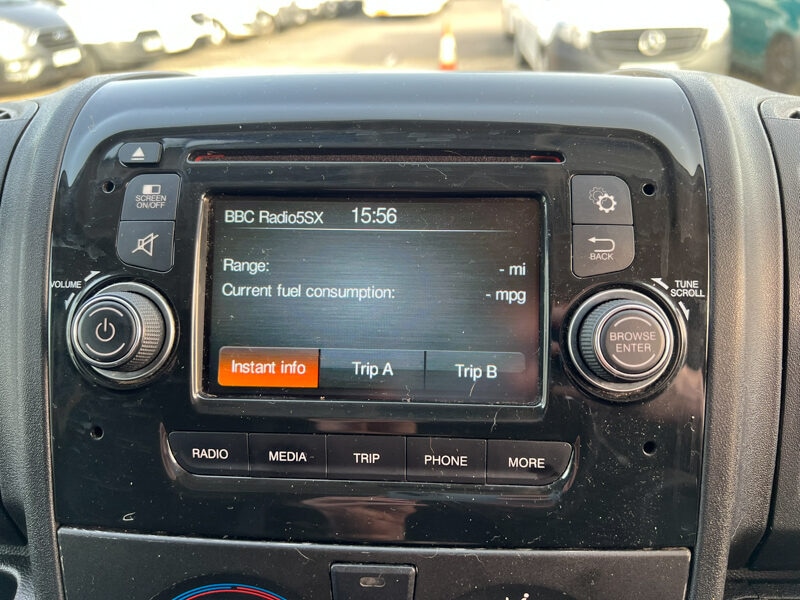 SCREEN
ON/OFF
BBC Radio5SX 15:56
BACK
VOLUME
Range: - mi
Current fuel consumption: - mpg
TUNE
SCROLL
BROWSE
ENTER
Instant info Trip A Trip B
RADIO MEDIA TRIP PHONE MORE